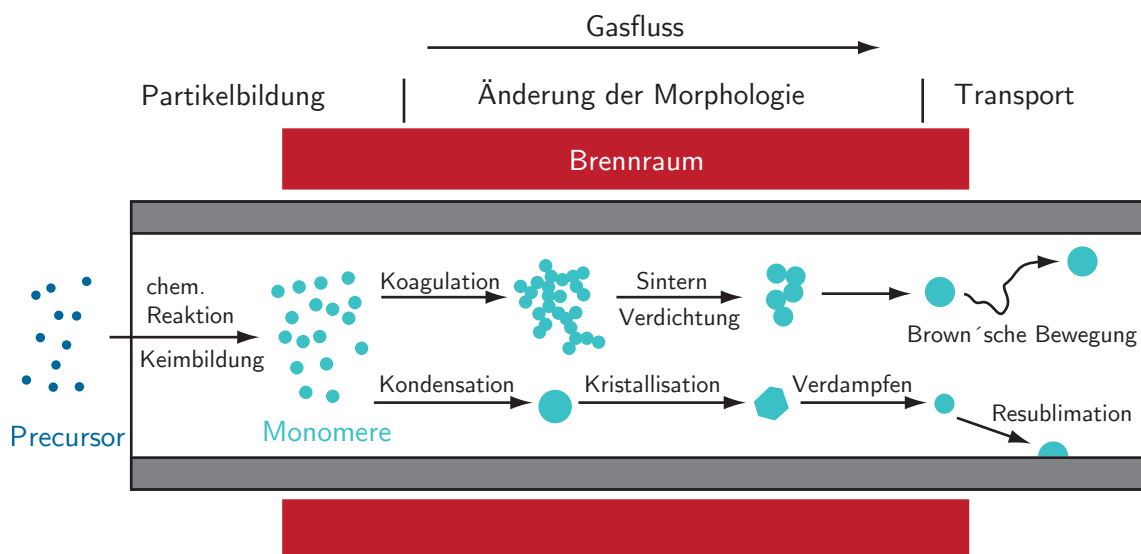 Gasfluss
Partikelbildung
Änderung der Morphologie
Transport
Brennraum
chem.
Reaktion
Keimbildung
Koagulation
Sintern
Verdichtung
Brown´sche Bewegung
Kondensation
Kristallisation
Verdampfen
Resublimation
Precursor
Monomere